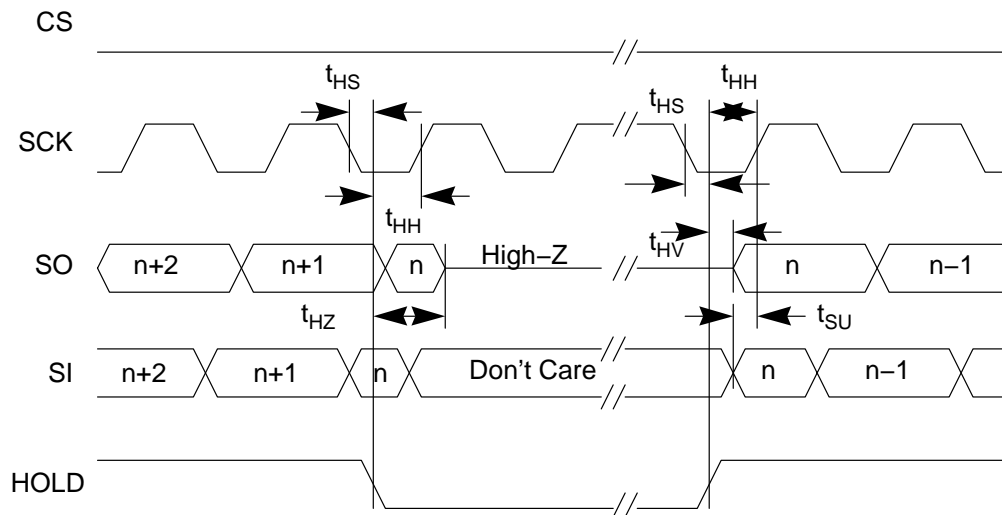 CS
t_HS
t_HH
t_HS
SCK
t_HH
t_HV
SO
n+2
n+1
n
High−Z
n
n−1
t_HZ
t_SU
SI
n+2
n+1
n
Don't Care
n
n−1
HOLD